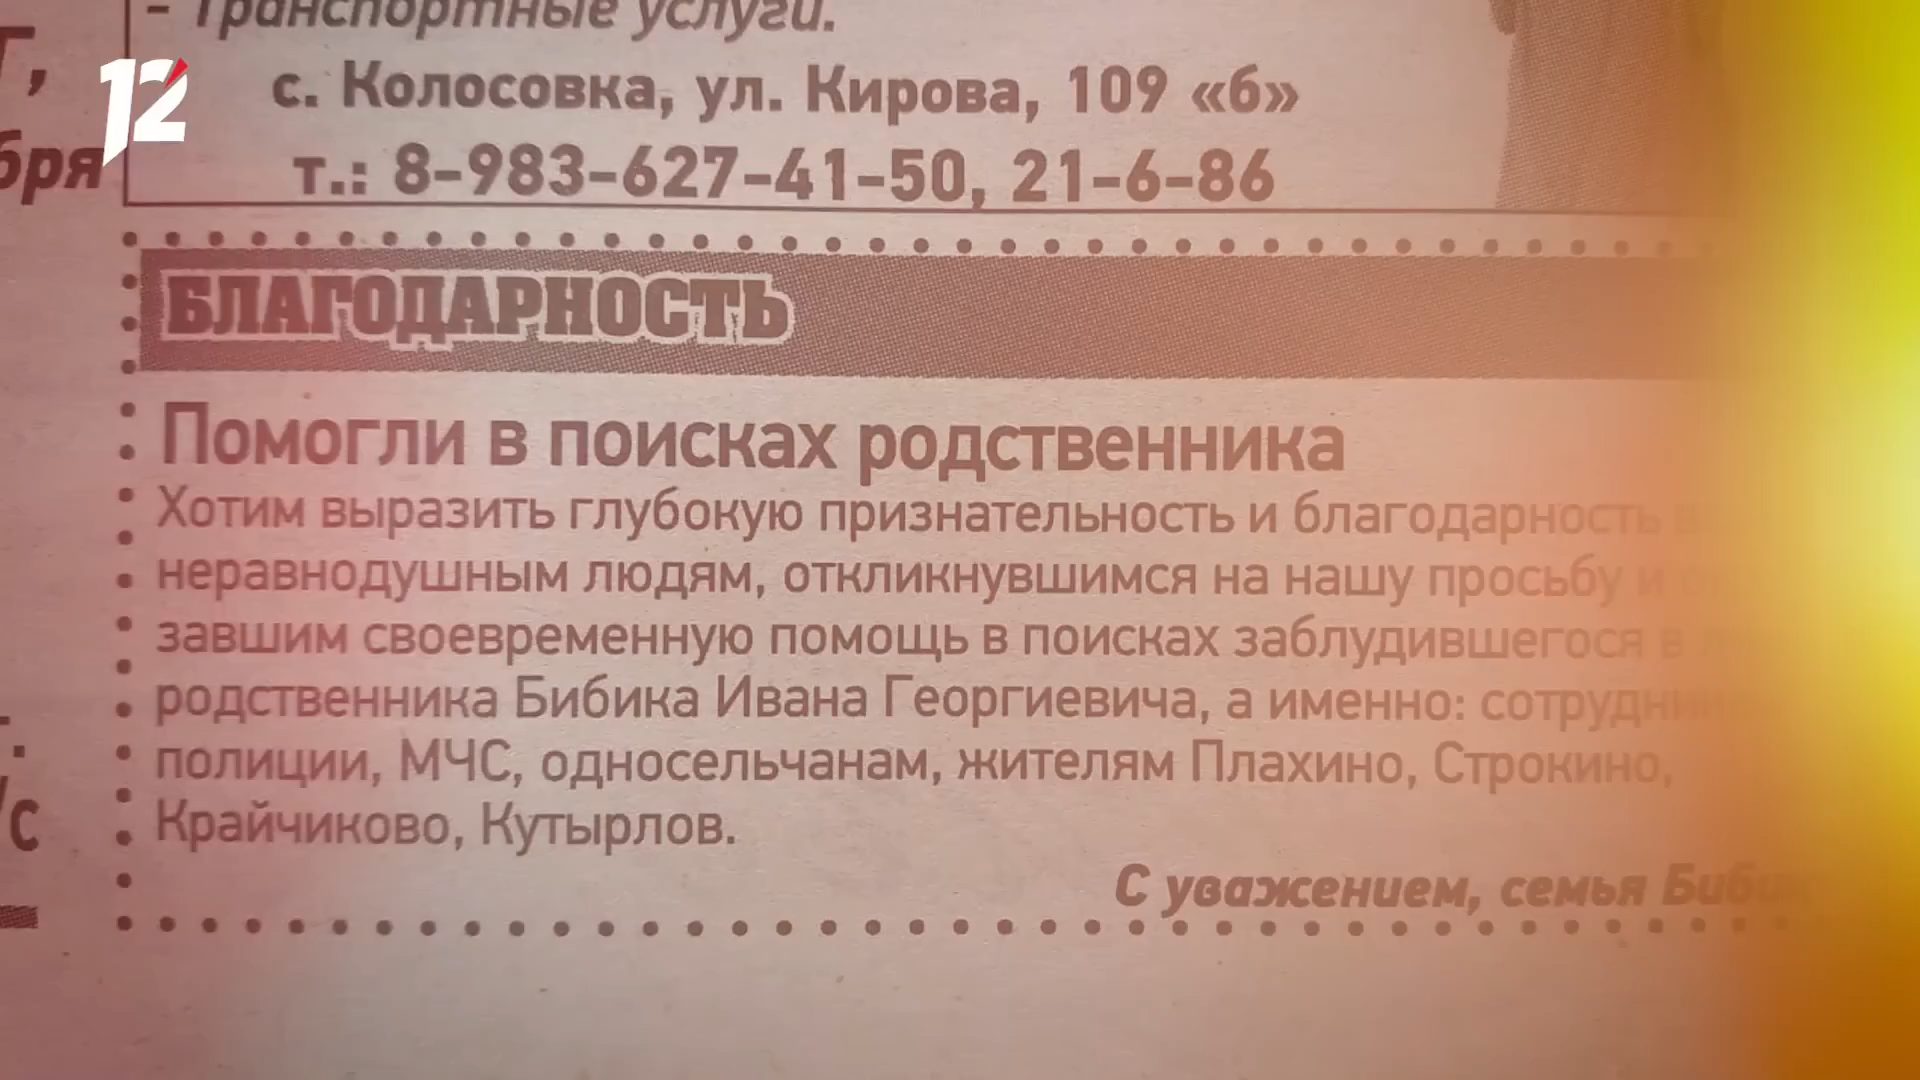 - Транспортные услуги.
с. Колосовка, ул. Кирова, 109 «б»
т.: 8-983-627-41-50, 21-6-86
12
бря
БЛАГОДАРНОСТЬ
Помогли в поисках родственника
Хотим выразить глубокую признательность и благодарность
неравнодушным людям, откликнувшимся на нашу просьбу и
завшим своевременную помощь в поисках заблудившегося в
родственника Бибика Ивана Георгиевича, а именно:
полиции, МЧС, односельчанам, жителям Плахино, Строкино,
Крайчиково, Кутырлов.
С уважением, семья